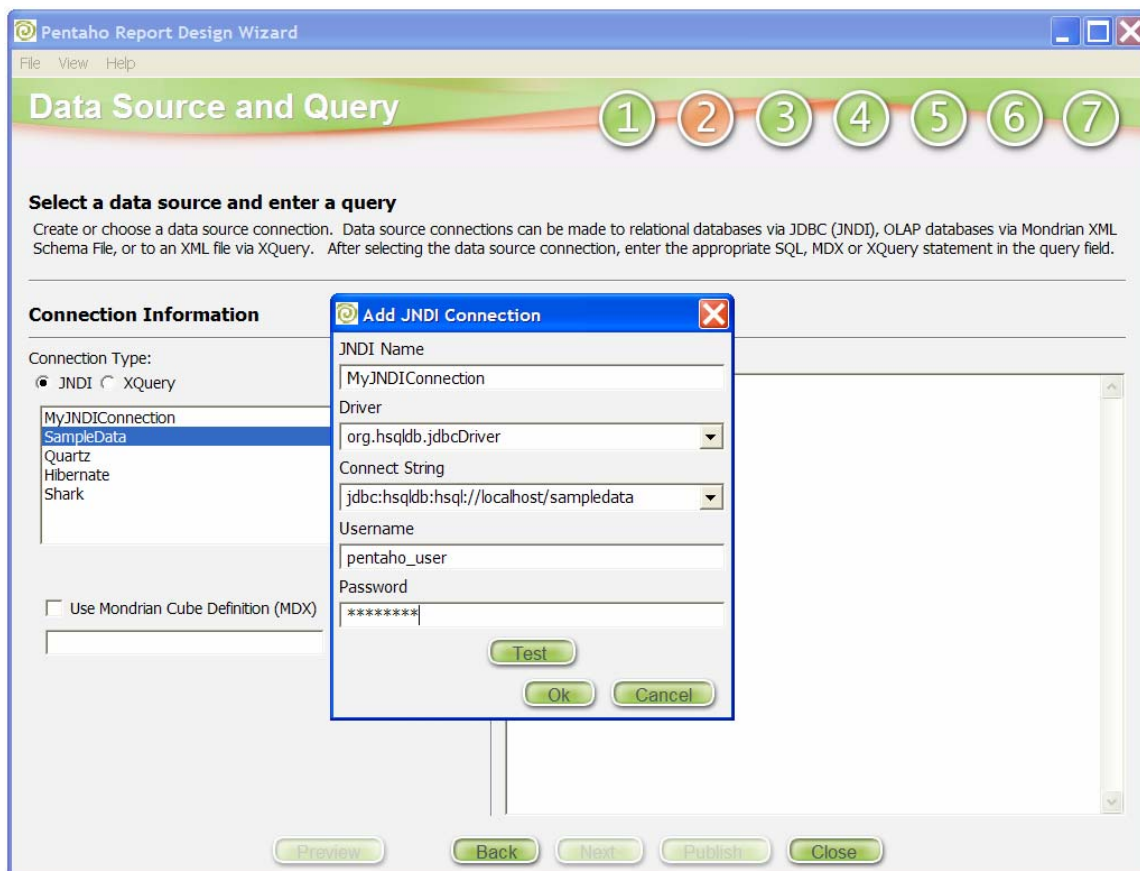 Pentaho Report Design Wizard
File View Help
Data Source and Query
1 2 3 4 5 6 7
Select a data source and enter a query
Create or choose a data source connection. Data source connections can be made to relational databases via JDBC (JNDI), OLAP databases via Mondrian XML
Schema File, or to an XML file via XQuery. After selecting the data source connection, enter the appropriate SQL, MDX or XQuery statement in the query field.
Connection Information
Connection Type:
JNDI XQuery
MyJNDIConnection
SampleData
Quartz
Hibernate
Shark
Use Mondrian Cube Definition (MDX)
Add JNDI Connection
JNDI Name
MyJNDIConnection
Driver
org.hsqldb.jdbcDriver
Connect String
jdbc:hsqldb:hsql://localhost/sampledata
Username
pentaho_user
Password
********
Test
Ok Cancel
Preview Back Next Publish Close